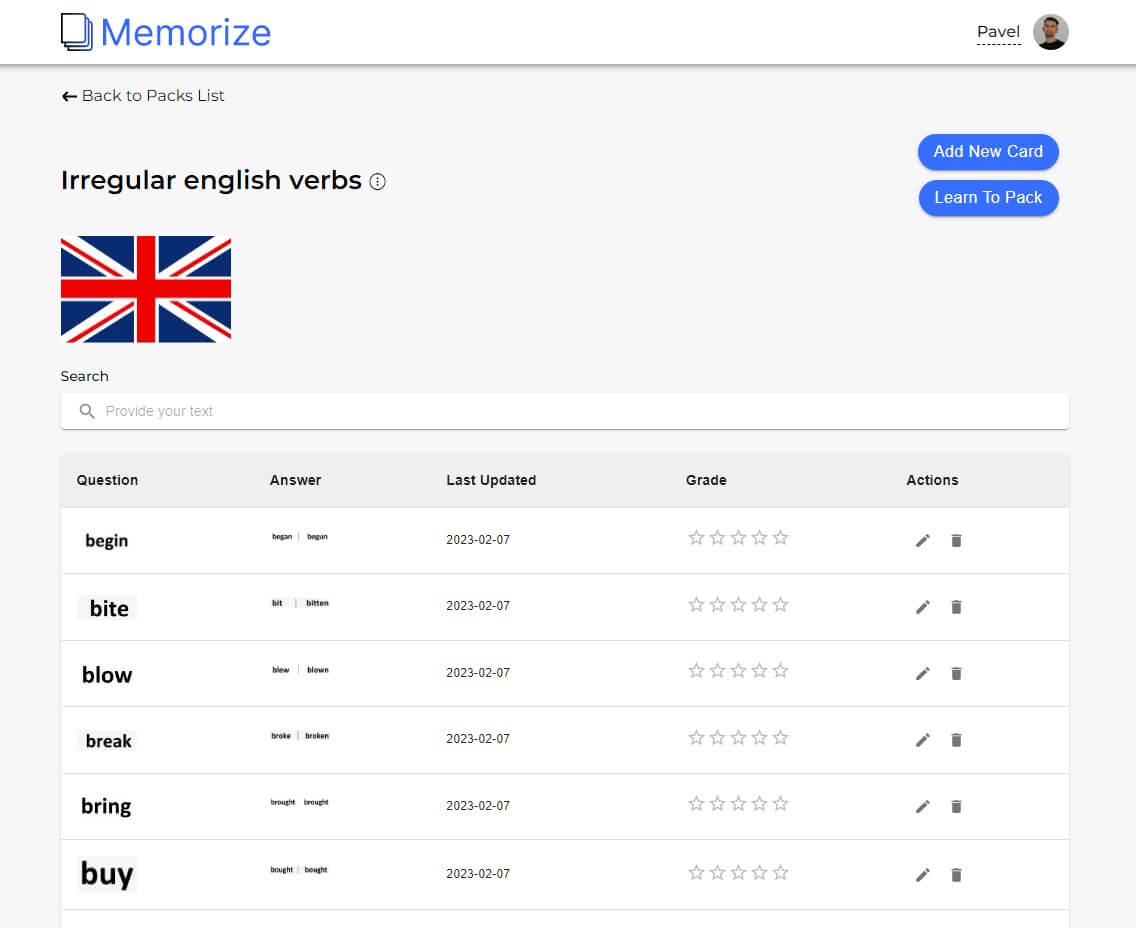 Memorize
Pavel
Back to Packs List
Add New Card
Irregular english verbs
Learn To Pack
Search
Provide your text
Question Answer Last Updated Grade Actions
begin began | begun 2023-02-07
bite bit | bitten 2023-02-07
blow blew | blown 2023-02-07
break broke | broken 2023-02-07
bring brought brought 2023-02-07
buy bought | bought 2023-02-07